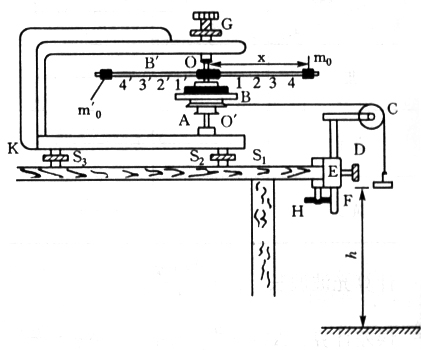 G
B′ O x m₀
4′ 3′ 2′ 1′ 1 2 3 4
m′₀ B C
A O′
K S₃ S₂ S₁ D
E
H F
h